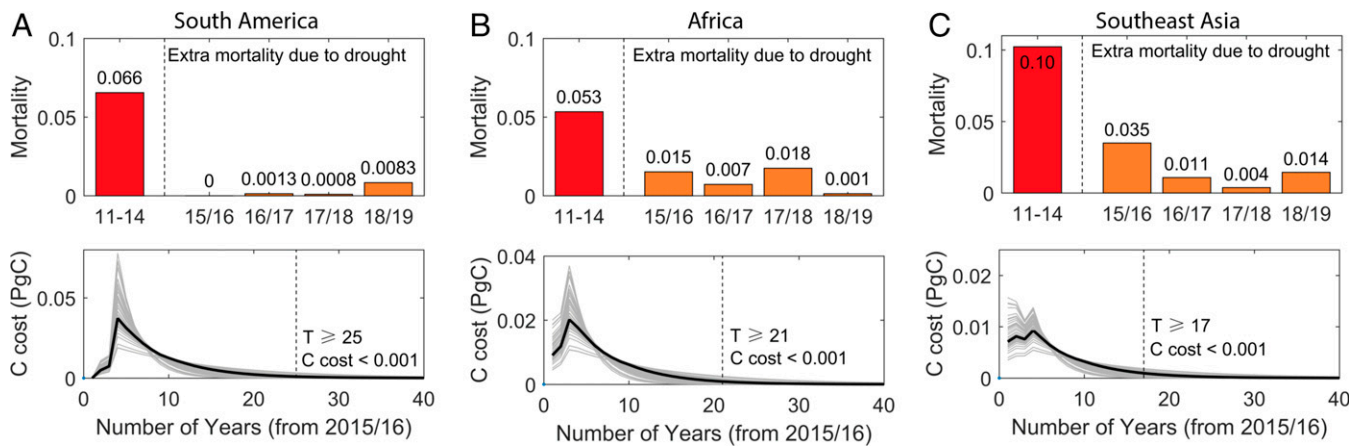 A
South America
Mortality
0.1
0.05
0
Extra mortality due to drought
0.066
0
0.0013
0.0008
0.0083
11-14
15/16
16/17
17/18
18/19
C cost (PgC)
0.05
0
T ⩾ 25
C cost < 0.001
0
10
20
30
40
Number of Years (from 2015/16)
B
Africa
Mortality
0.1
0.05
0
Extra mortality due to drought
0.053
0.015
0.007
0.018
0.001
11-14
15/16
16/17
17/18
18/19
C cost (PgC)
0.04
0.02
0
T ⩾ 21
C cost < 0.001
0
10
20
30
40
Number of Years (from 2015/16)
C
Southeast Asia
Mortality
0.1
0.05
0
Extra mortality due to drought
0.10
0.035
0.011
0.004
0.014
11-14
15/16
16/17
17/18
18/19
C cost (PgC)
0.02
0.01
0
T ⩾ 17
C cost < 0.001
0
10
20
30
40
Number of Years (from 2015/16)